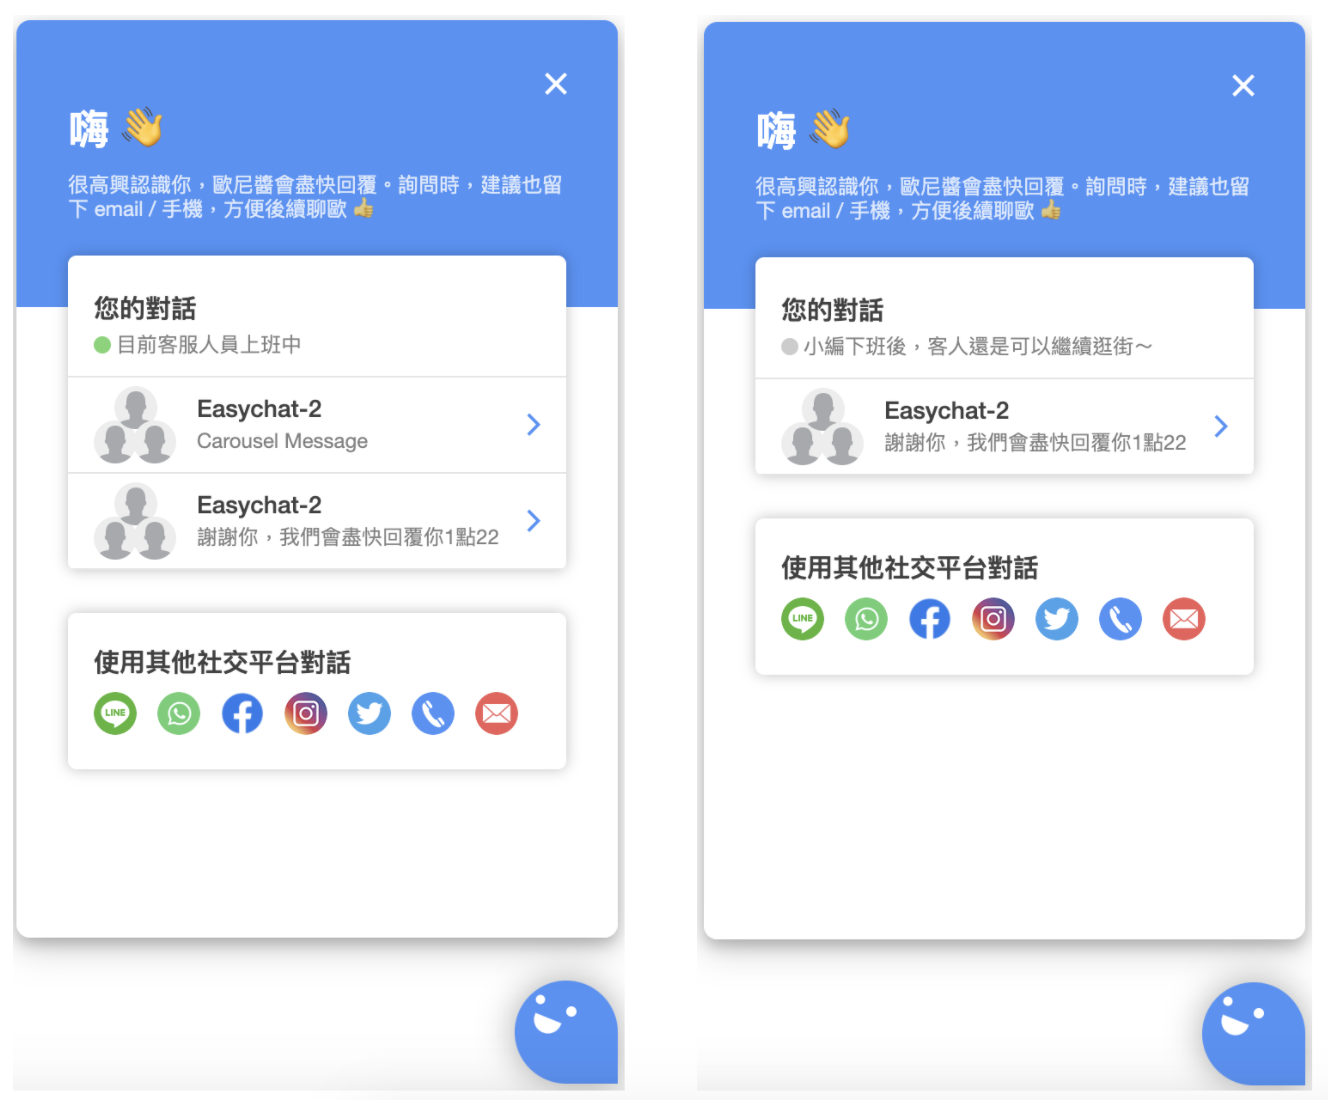 嗨
很高興認識你，歐尼醬會盡快回覆。詢問時，建議也留
下 email / 手機，方便後續聊歐
您的對話
目前客服人員上班中
Easychat-2
Carousel Message
Easychat-2
謝謝你，我們會盡快回覆你1點22
使用其他社交平台對話
LINE
嗨
很高興認識你，歐尼醬會盡快回覆。詢問時，建議也留
下 email / 手機，方便後續聊歐
您的對話
小編下班後，客人還是可以繼續逛街～
Easychat-2
謝謝你，我們會盡快回覆你1點22
使用其他社交平台對話
LINE